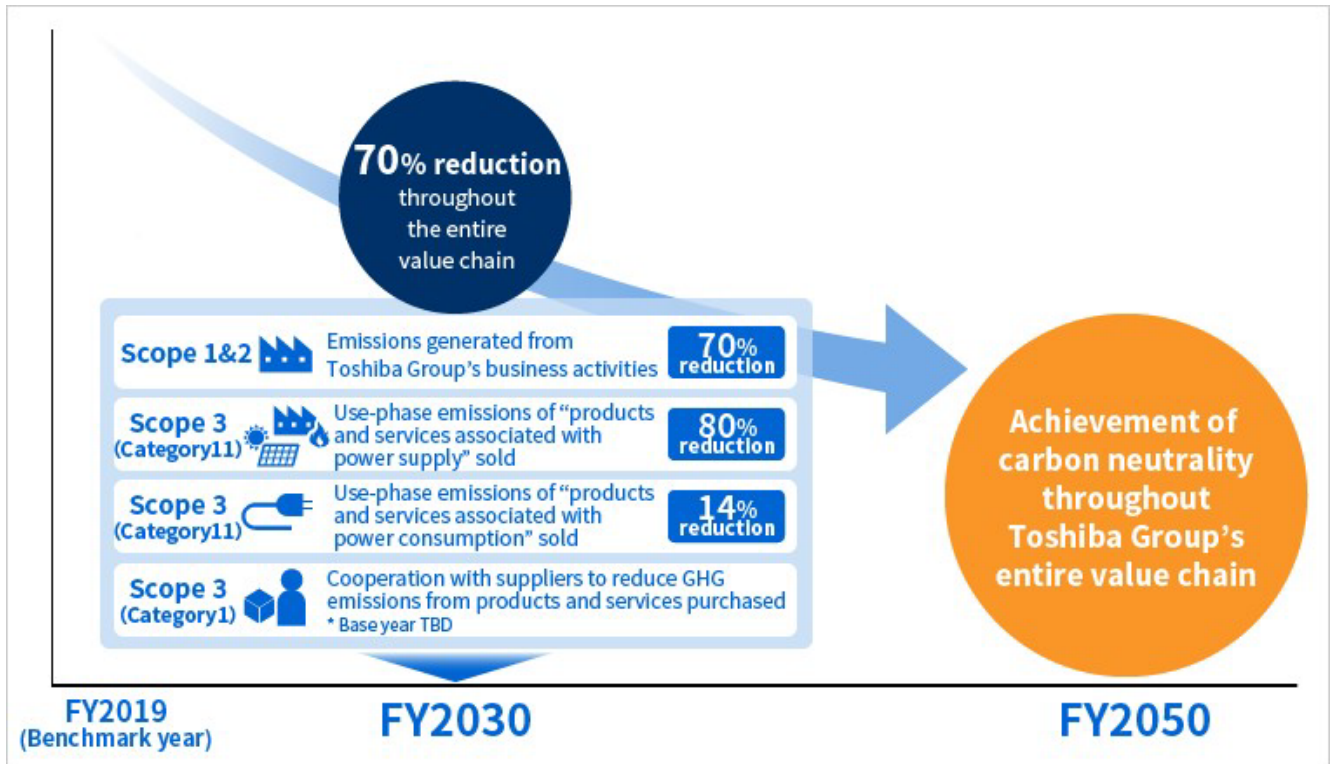 70% reduction
throughout
the entire
value chain
Scope 1&2
Emissions generated from
Toshiba Group's business activities
70%
reduction
Scope 3
(Category11)
Use-phase emissions of “products
and services associated with
power supply” sold
80%
reduction
Scope 3
(Category11)
Use-phase emissions of “products
and services associated with
power consumption” sold
14%
reduction
Scope 3
(Category1)
Cooperation with suppliers to reduce GHG
emissions from products and services purchased
* Base year TBD
Achievement of
carbon neutrality
throughout
Toshiba Group's
entire value chain
FY2019
(Benchmark year)
FY2030
FY2050